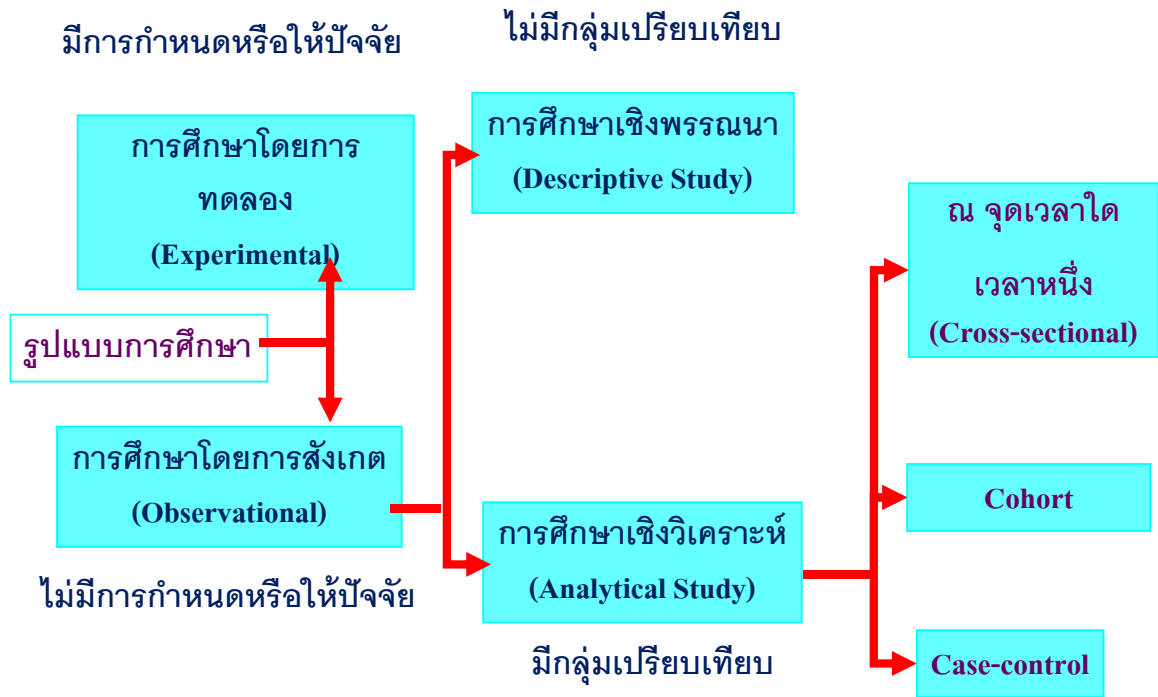 มีการกำหนดหรือให้ปัจจัย
ไม่มีกลุ่มเปรียบเทียบ
การศึกษาโดยการ
ทดลอง
(Experimental)
การศึกษาเชิงพรรณนา
(Descriptive Study)
ณ จุดเวลาใด
เวลาหนึ่ง
(Cross-sectional)
รูปแบบการศึกษา
การศึกษาโดยการสังเกต
(Observational)
ไม่มีการกำหนดหรือให้ปัจจัย
การศึกษาเชิงวิเคราะห์
(Analytical Study)
มีกลุ่มเปรียบเทียบ
Cohort
Case-control